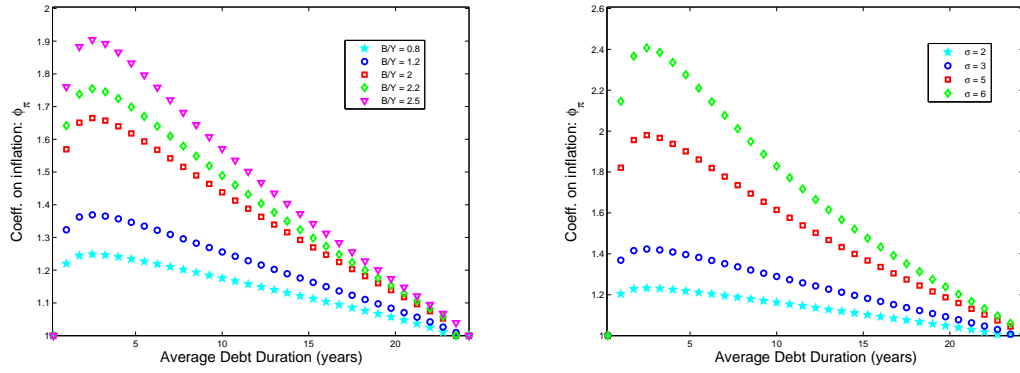 2
1.9
1.8
1.7
1.6
1.5
1.4
1.3
1.2
1.1
1
5
10
15
20
Coeff. on inflation: ϕπ
Average Debt Duration (years)
B/Y = 0.8
B/Y = 1.2
B/Y = 2
B/Y = 2.2
B/Y = 2.5
2.6
2.4
2.2
2
1.8
1.6
1.4
1.2
1
5
10
15
20
Coeff. on inflation: ϕπ
Average Debt Duration (years)
σ = 2
σ = 3
σ = 5
σ = 6